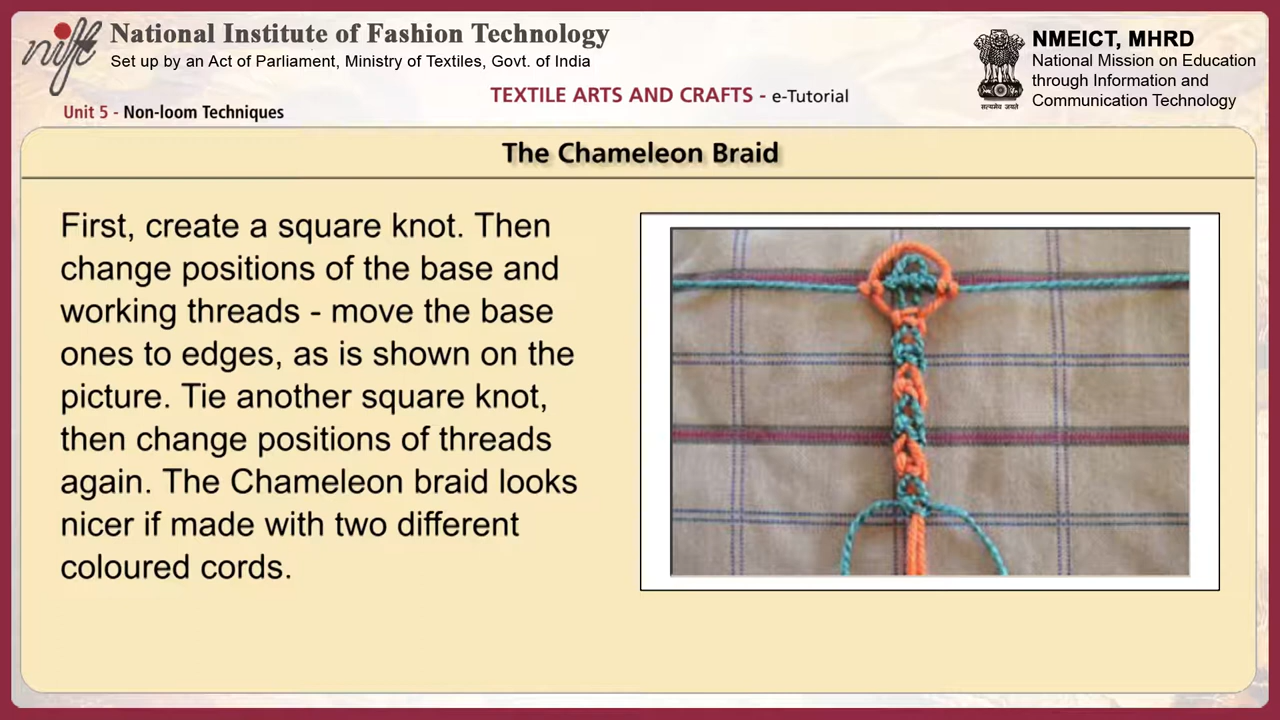 nift
National Institute of Fashion Technology
Set up by an Act of Parliament, Ministry of Textiles, Govt. of India
NMEICT, MHRD
National Mission on Education
through Information and
Communication Technology
सत्यमेव जयते
TEXTILE ARTS AND CRAFTS - e-Tutorial
Unit 5 - Non-loom Techniques
The Chameleon Braid
First, create a square knot. Then
change positions of the base and
working threads - move the base
ones to edges, as is shown on the
picture. Tie another square knot,
then change positions of threads
again. The Chameleon braid looks
nicer if made with two different
coloured cords.